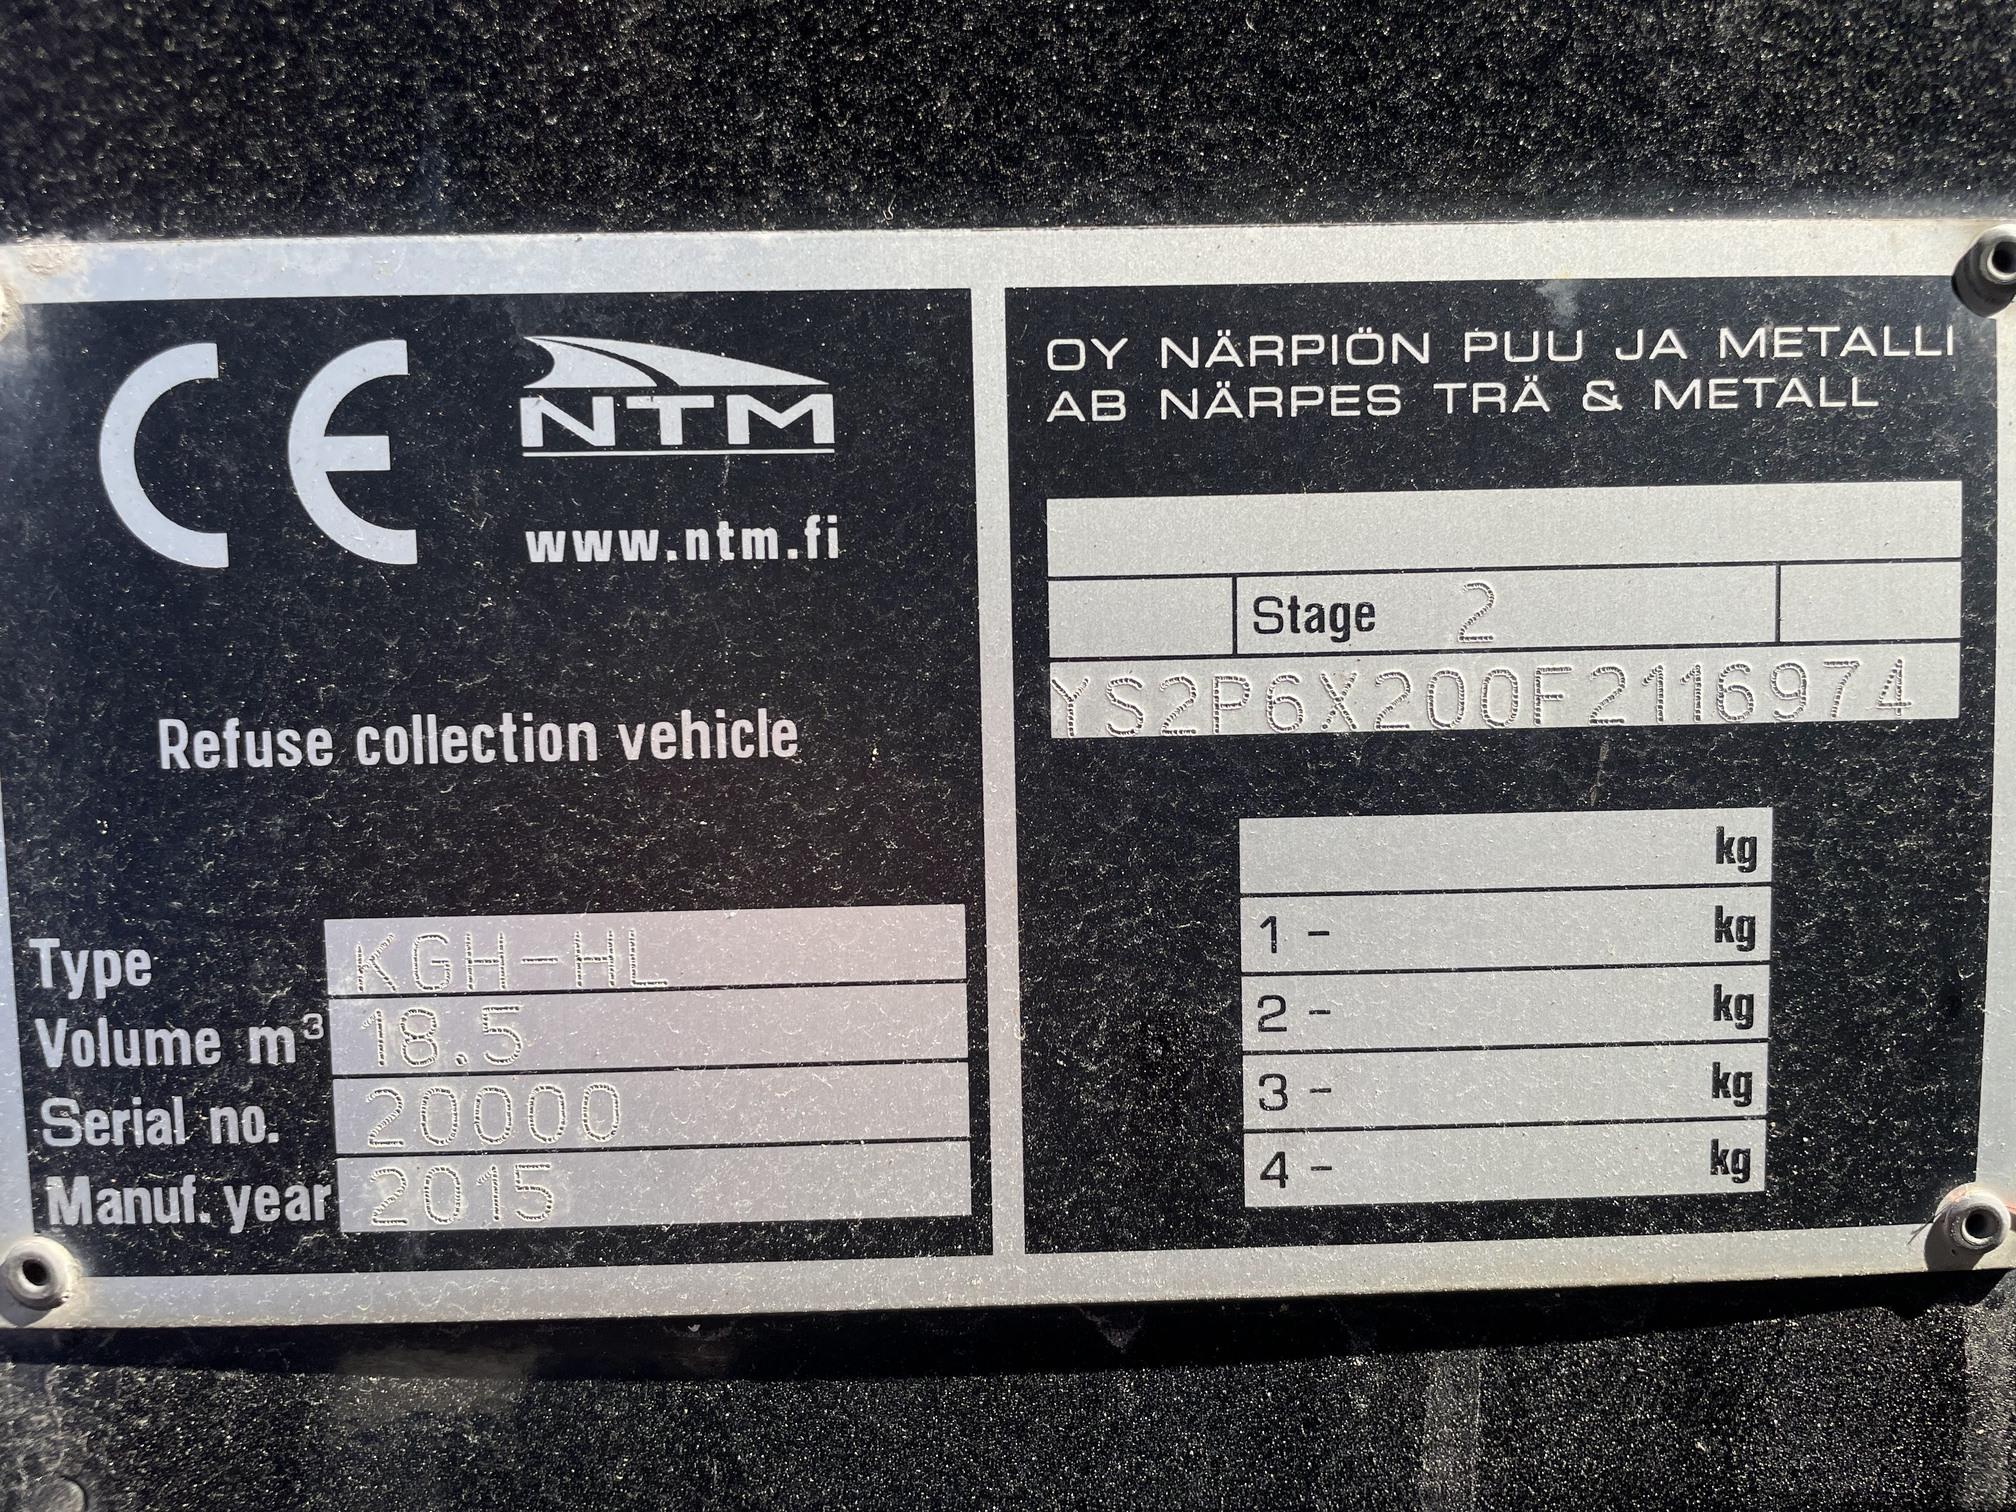 CE
NTM
www.ntm.fi
Refuse collection vehicle
Type KGH-HL
Volume m³ 18.5
Serial no. 20000
Manuf. year 2015
OY NÄRPIÖN PUU JA METALLI
AB NÄRPES TRÄ & METALL
Stage 2
YS2P6X200F2116974
kg
1 - kg
2 - kg
3 - kg
4 - kg